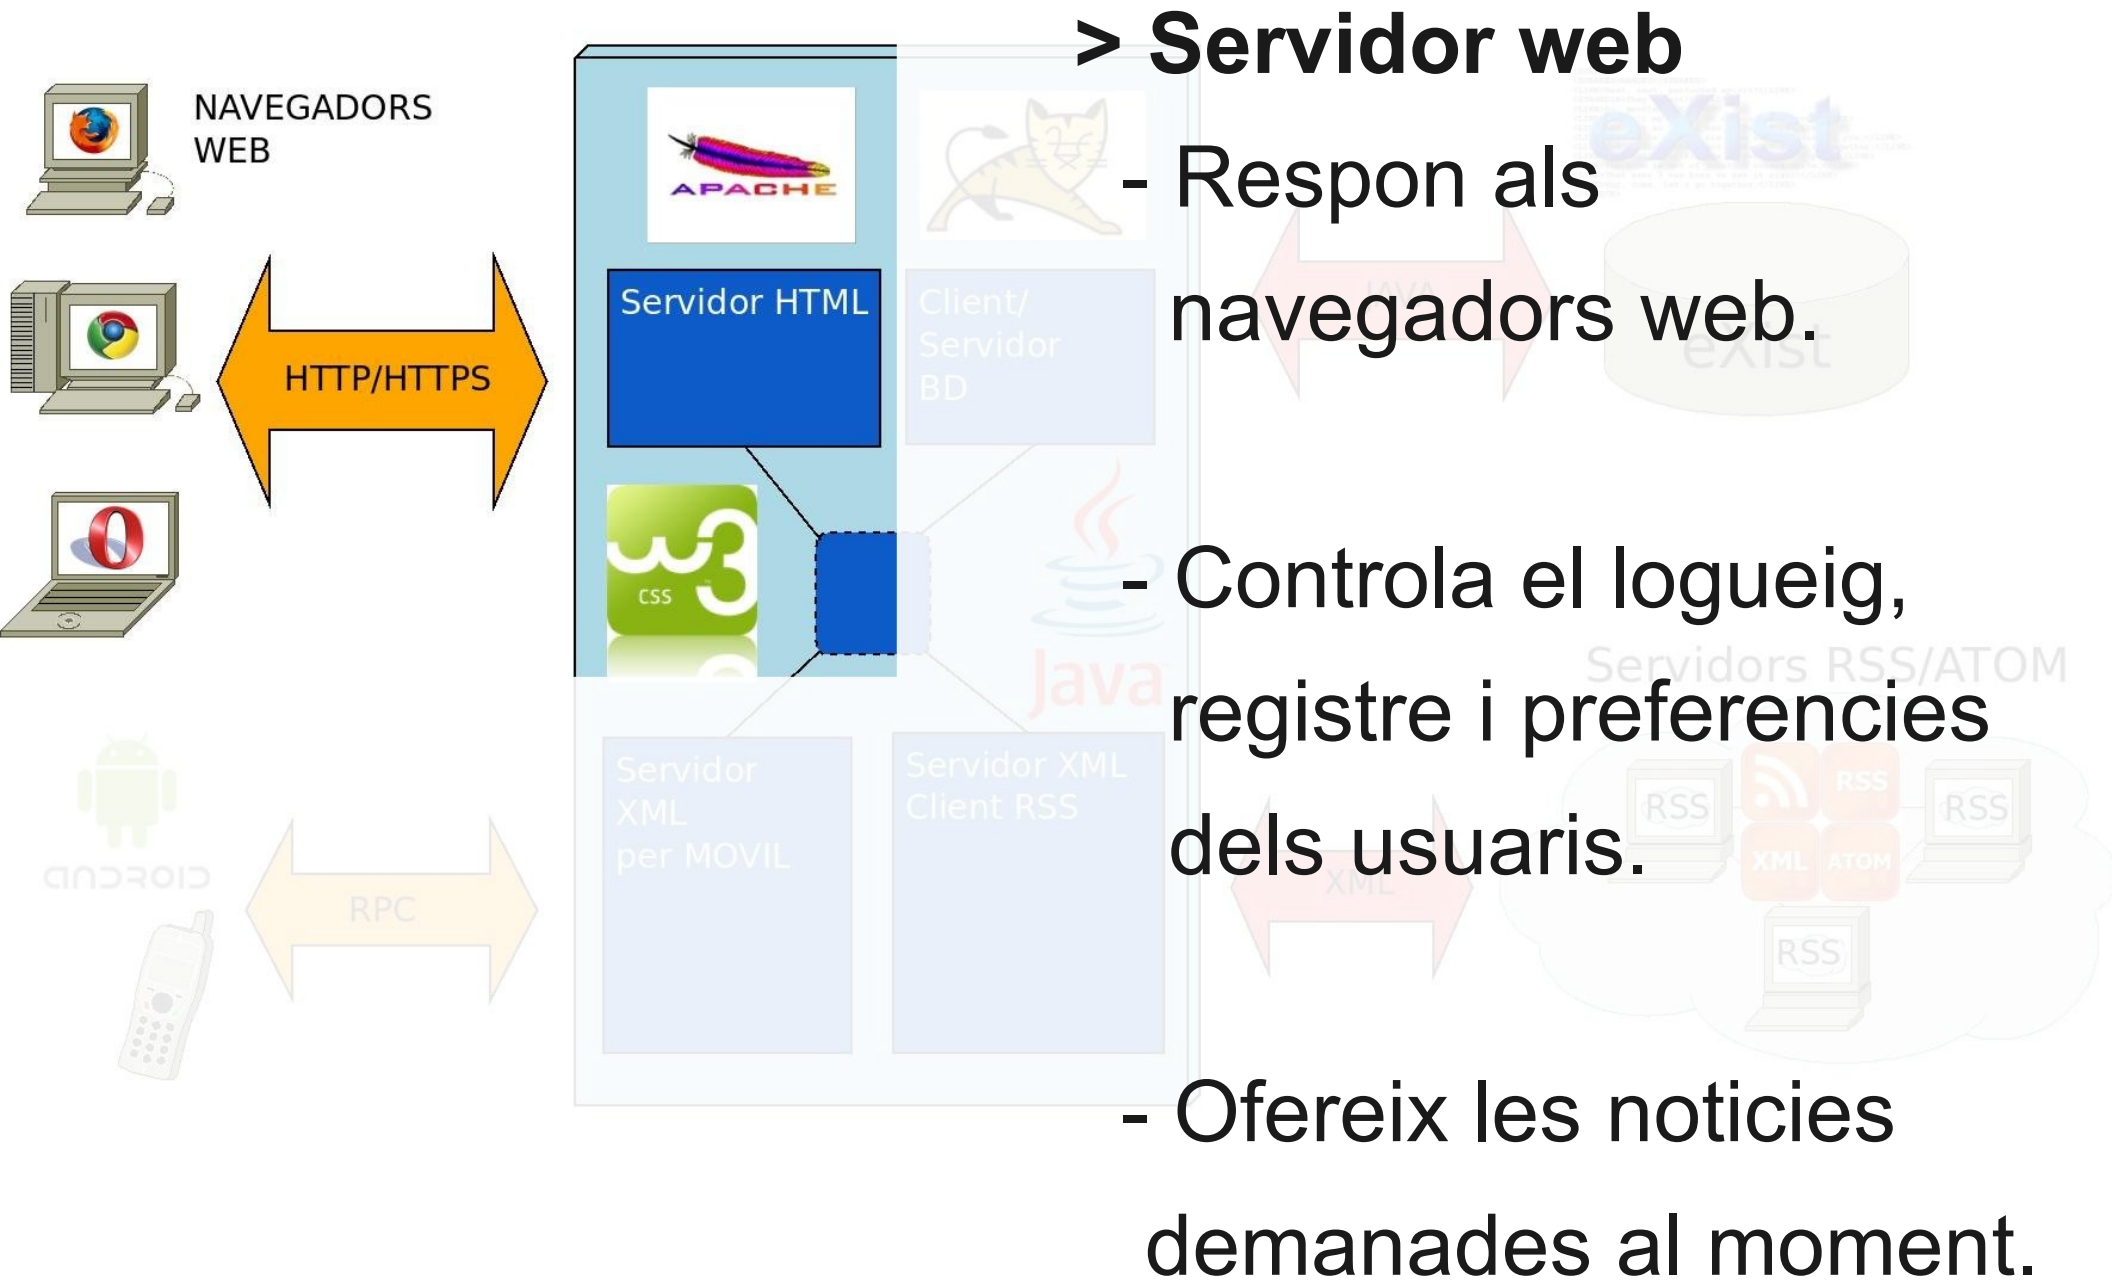 > Servidor web
- Respon als
navegadors web.
- Controla el logueig,
registre i preferencies
dels usuaris.
- Ofereix les noticies
demanades al moment.
NAVEGADORS
WEB
HTTP/HTTPS
APACHE
Servidor HTML
w3
CSS
Client/
Servidor
BD
Java
JAVA
eXist
eXist
Servidor
XML
per MOVIL
Servidor XML
Client RSS
ANDROID
RPC
XML
Servidors RSS/ATOM
RSS
RSS
RSS
XML
ATOM
RSS